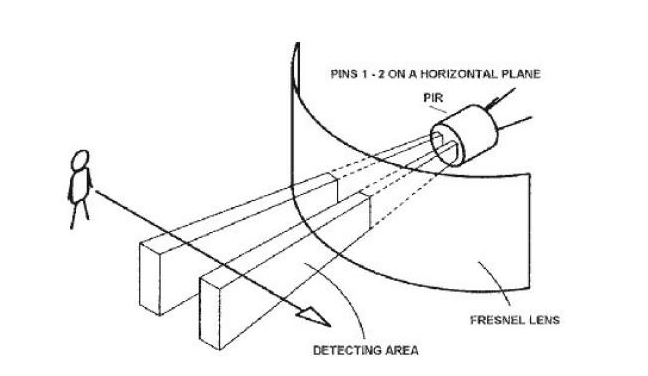 PINS 1 - 2 ON A HORIZONTAL PLANE
PIR
FRESNEL LENS
DETECTING AREA